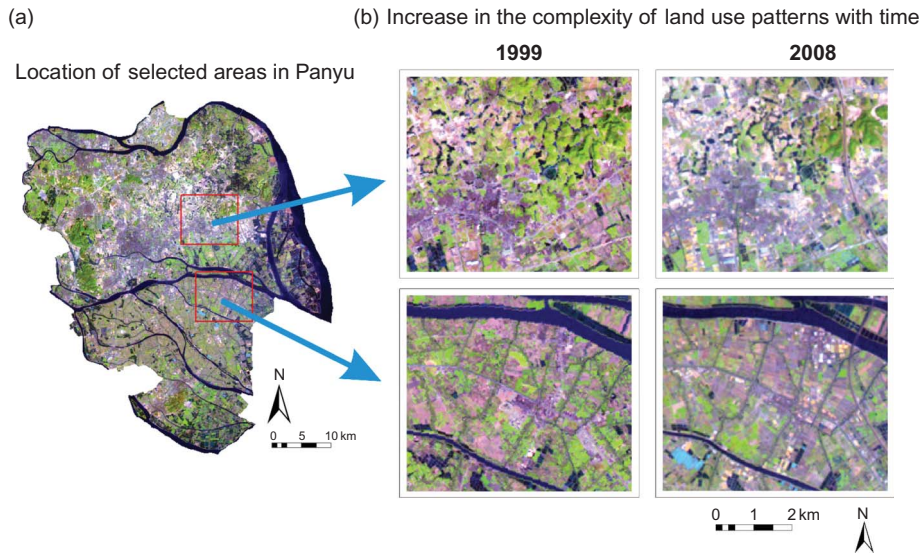 (a)
(b) Increase in the complexity of land use patterns with time
1999
2008
Location of selected areas in Panyu
N
0 5 10 km
0 1 2 km
N